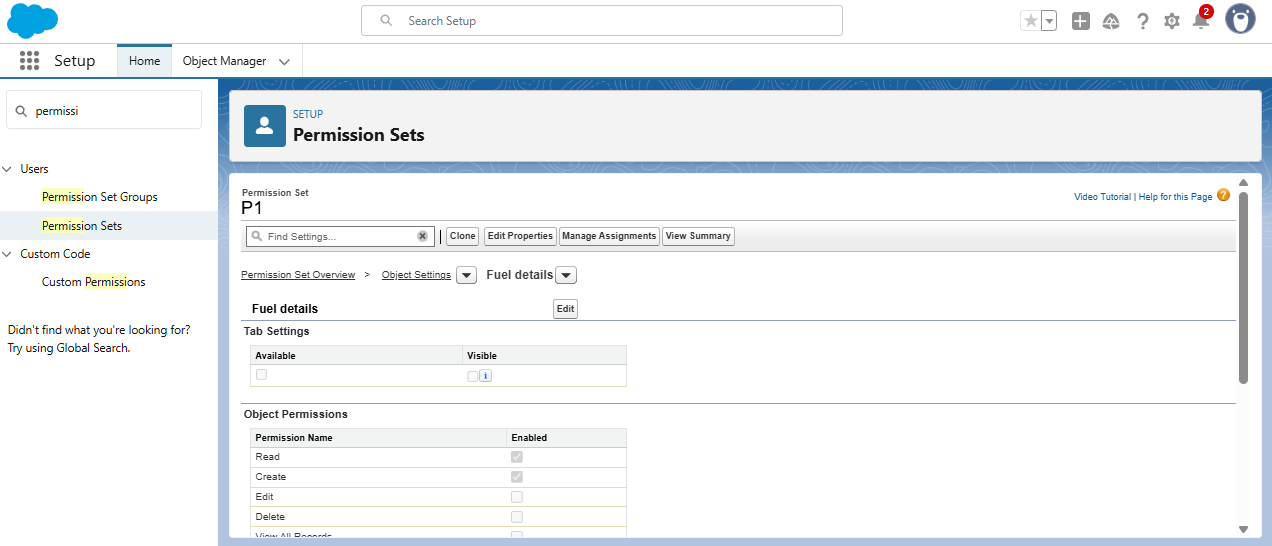 Search Setup
2
Setup
Home
Object Manager
permissi
Users
Permission Set Groups
Permission Sets
Custom Code
Custom Permissions
Didn't find what you're looking for?
Try using Global Search.
SETUP
Permission Sets
Permission Set
P1
Video Tutorial | Help for this Page
Find Settings...
Clone
Edit Properties
Manage Assignments
View Summary
Permission Set Overview > Object Settings Fuel details
Fuel details Edit
Tab Settings
Available Visible
Object Permissions
Permission Name Enabled
Read
Create
Edit
Delete
View All Records